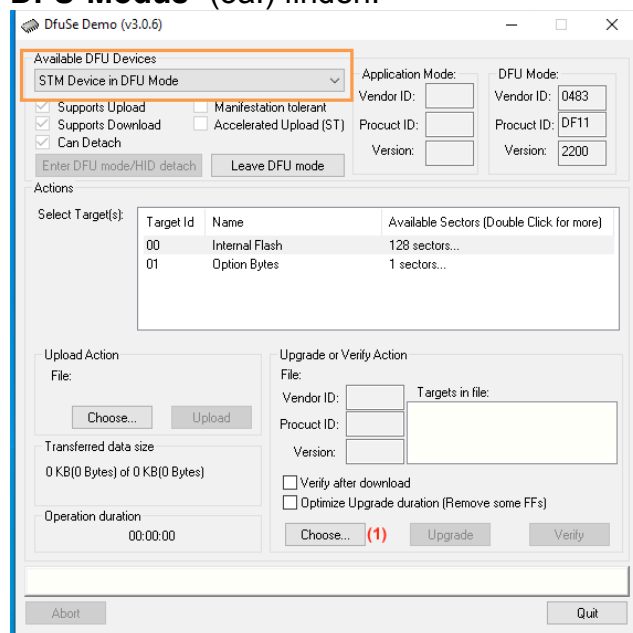 DFU-Modus" (oar) finden.
DfuSe Demo (v3.0.6)
Available DFU Devices
STM Device in DFU Mode
Supports Upload
Manifestation tolerant
Supports Download
Accelerated Upload (ST)
Can Detach
Enter DFU mode/HID detach
Leave DFU mode
Application Mode:
Vendor ID:
Procuct ID:
Version:
DFU Mode:
Vendor ID: 0483
Procuct ID: DF11
Version: 2200
Actions
Select Target(s):
Target Id Name Available Sectors (Double Click for more)
00 Internal Flash 128 sectors...
01 Option Bytes 1 sectors...
Upload Action
File:
Choose... Upload
Transferred data size
0 KB(0 Bytes) of 0 KB(0 Bytes)
Operation duration
00:00:00
Upgrade or Verify Action
File:
Vendor ID:
Targets in file:
Procuct ID:
Version:
Verify after download
Optimize Upgrade duration (Remove some FFs)
Choose... (1) Upgrade Verify
Abort
Quit